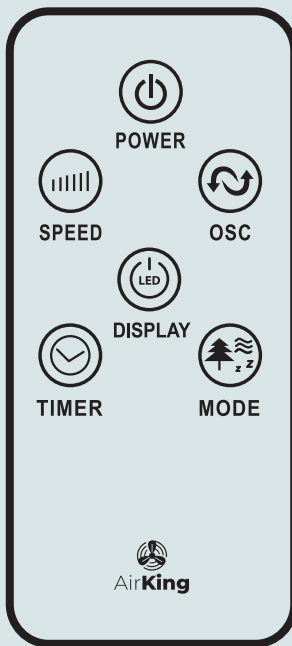 POWER
SPEED
OSC
LED
DISPLAY
TIMER
MODE
z z
AirKing